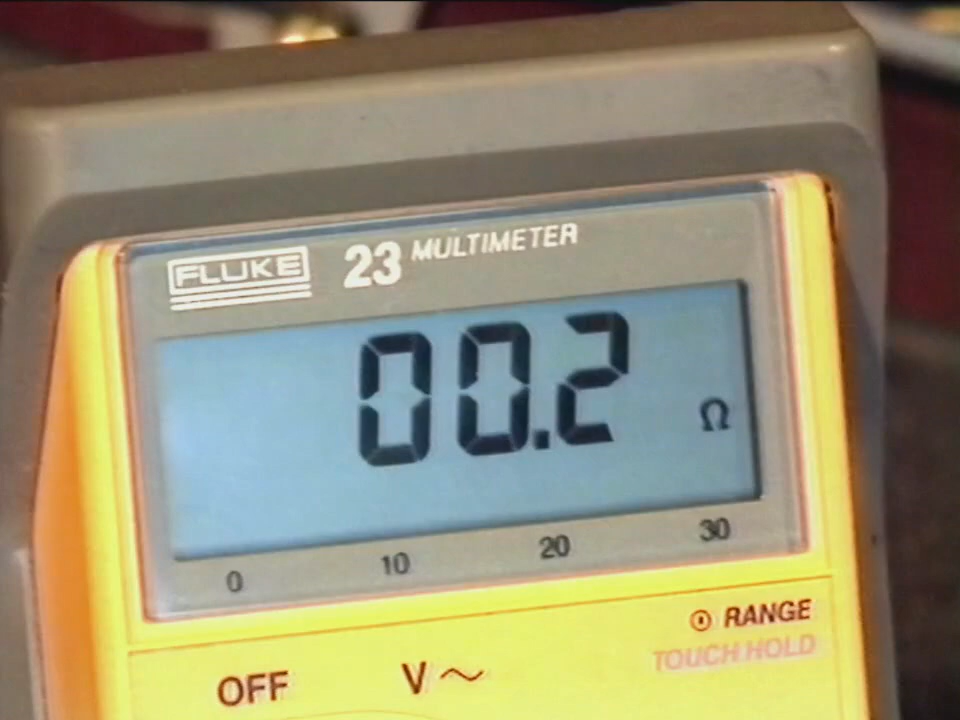 FLUKE 23 MULTIMETER
00.2 Ω
0 10 20 30
RANGE
TOUCH HOLD
OFF V～